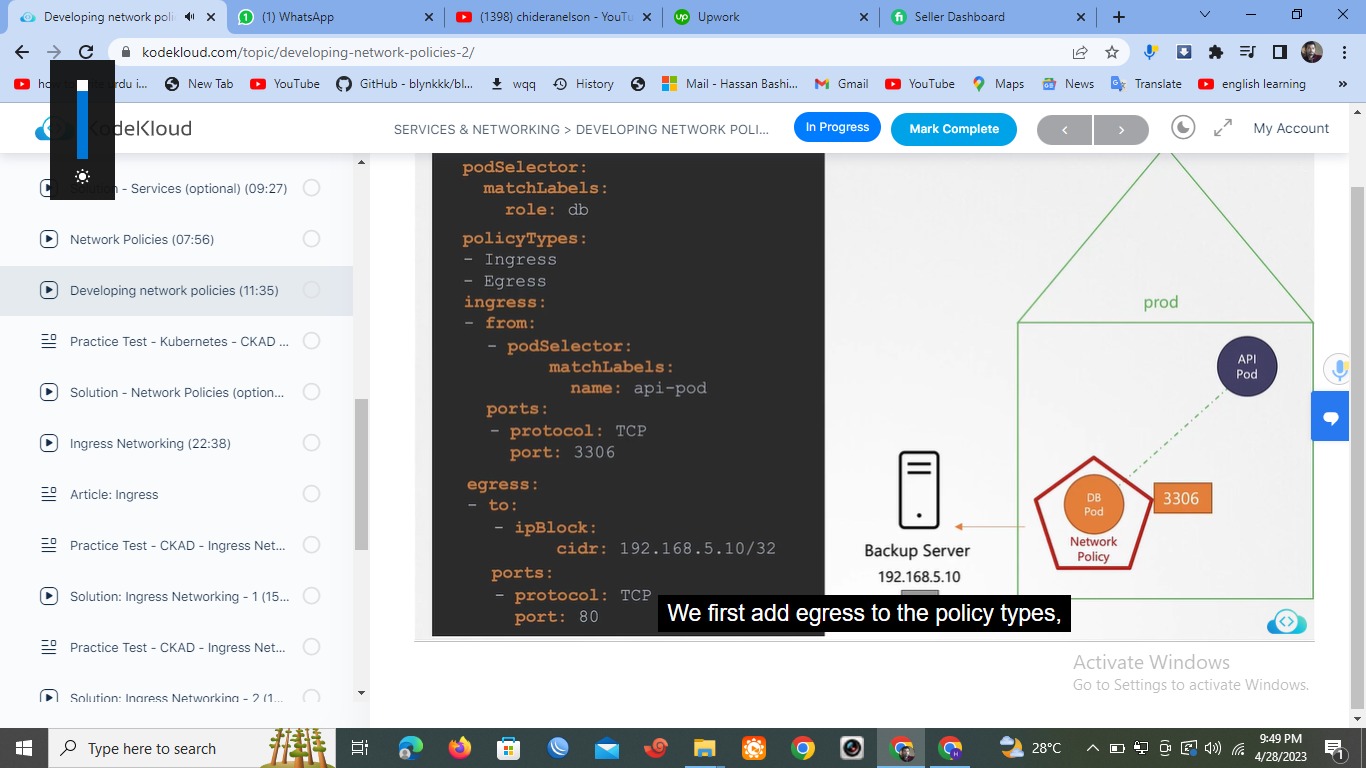 Developing network poli
(1) WhatsApp
(1398) chideranelson - YouTu
Upwork
Seller Dashboard
kodekloud.com/topic/developing-network-policies-2/
urdu i...
New Tab
YouTube
GitHub - blynkkk/bl...
wqq
History
Mail - Hassan Bashi...
Gmail
YouTube
Maps
News
Translate
english learning
»
KodeKloud
SERVICES & NETWORKING > DEVELOPING NETWORK POLI...
In Progress
Mark Complete
<
>
My Account
Solution - Services (optional) (09:27)
Network Policies (07:56)
Developing network policies (11:35)
Practice Test - Kubernetes - CKAD ...
Solution - Network Policies (option...
Ingress Networking (22:38)
Article: Ingress
Practice Test - CKAD - Ingress Net...
Solution: Ingress Networking - 1 (15...
Practice Test - CKAD - Ingress Net...
Solution: Ingress Networking - 2 (1...
podSelector:
matchLabels:
role: db
policyTypes:
- Ingress
- Egress
ingress:
- from:
- podSelector:
matchLabels:
name: api-pod
ports:
- protocol: TCP
port: 3306
egress:
- to:
- ipBlock:
cidr: 192.168.5.10/32
ports:
- protocol: TCP
port: 80
prod
API
Pod
DB
Pod
3306
Network
Policy
Backup Server
192.168.5.10
We first add egress to the policy types,
Activate Windows
Go to Settings to activate Windows.
Type here to search
28°C
9:49 PM
4/28/2023
1